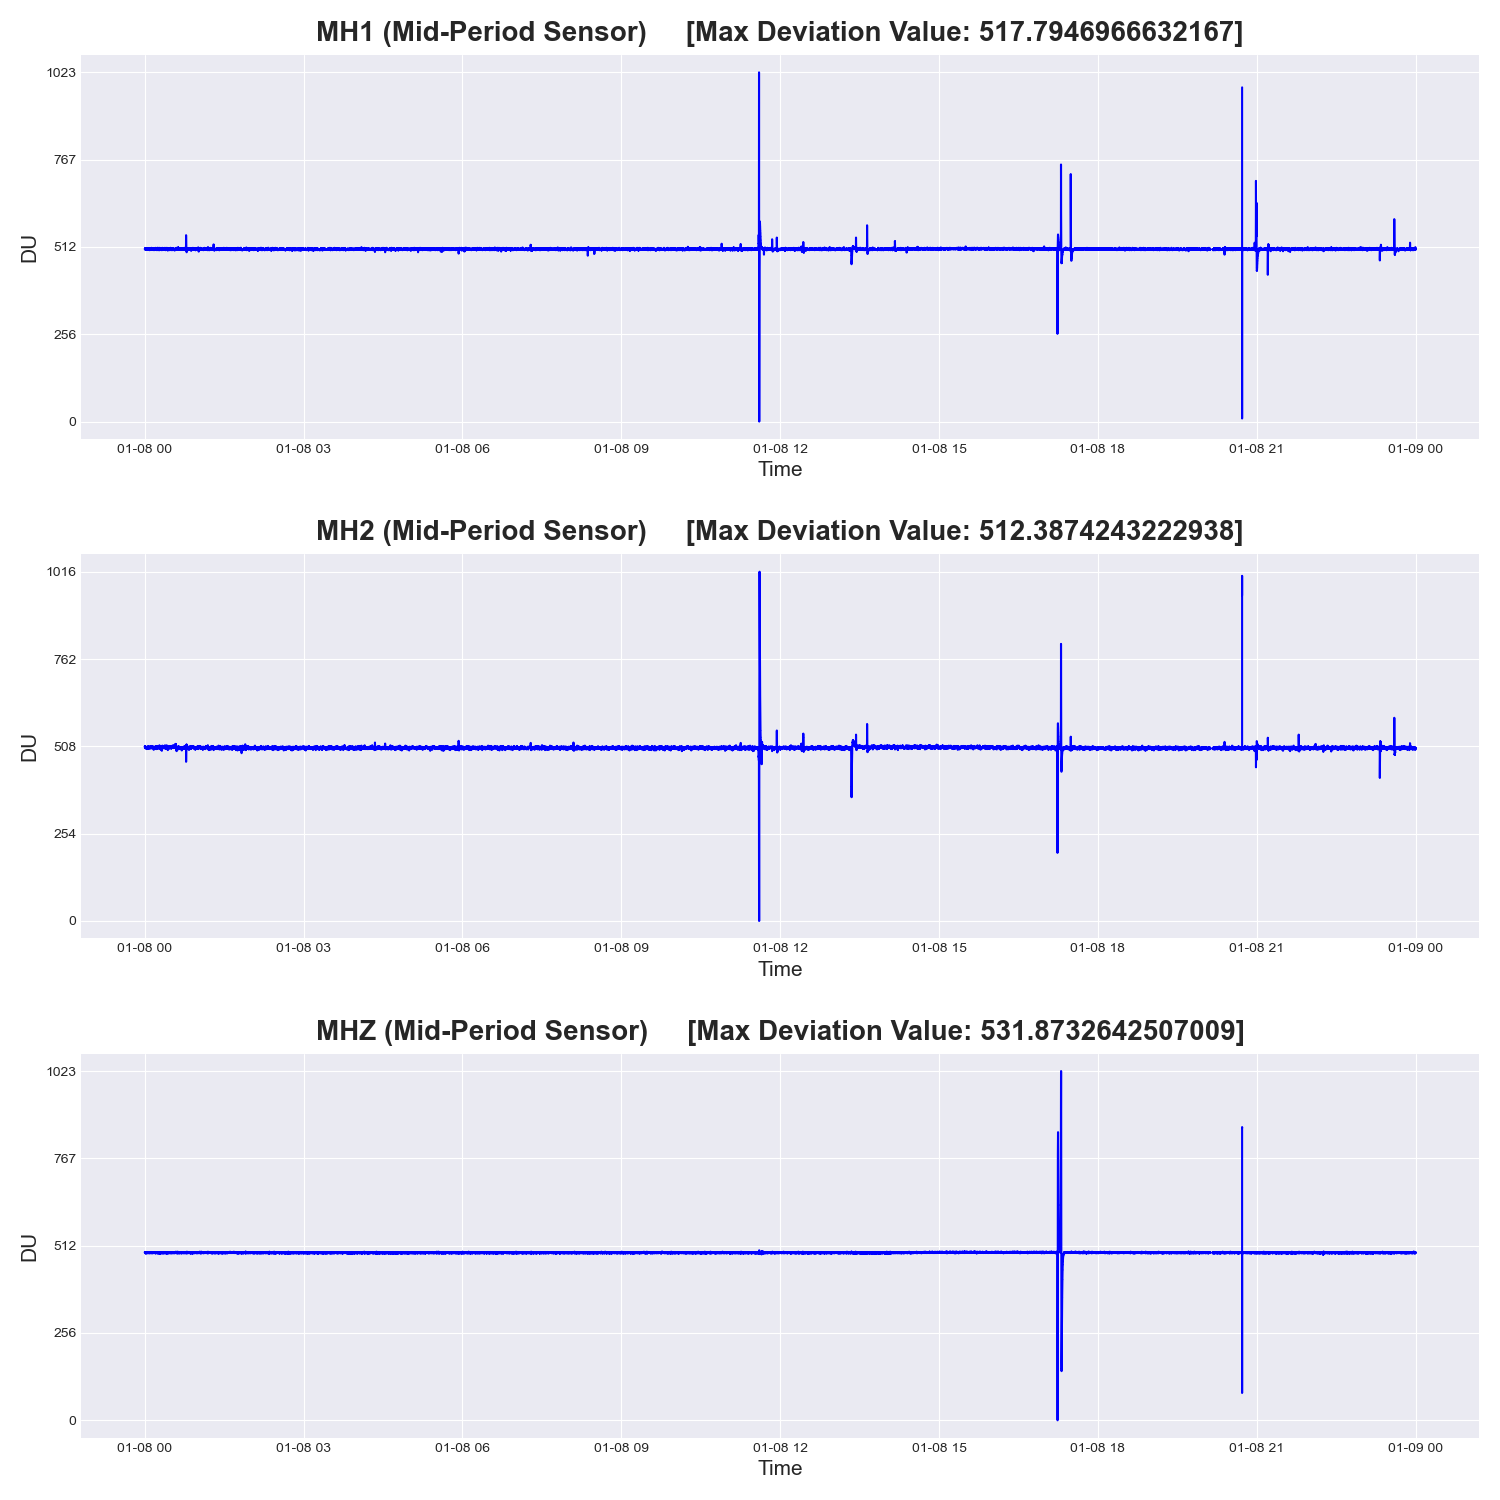 MH1 (Mid-Period Sensor) [Max Deviation Value: 517.7946966632167]
1023
767
512
256
0
DU
01-08 00 01-08 03 01-08 06 01-08 09 01-08 12 01-08 15 01-08 18 01-08 21 01-09 00
Time
MH2 (Mid-Period Sensor) [Max Deviation Value: 512.3874243222938]
1016
762
508
254
0
DU
01-08 00 01-08 03 01-08 06 01-08 09 01-08 12 01-08 15 01-08 18 01-08 21 01-09 00
Time
MHZ (Mid-Period Sensor) [Max Deviation Value: 531.8732642507009]
1023
767
512
256
0
DU
01-08 00 01-08 03 01-08 06 01-08 09 01-08 12 01-08 15 01-08 18 01-08 21 01-09 00
Time